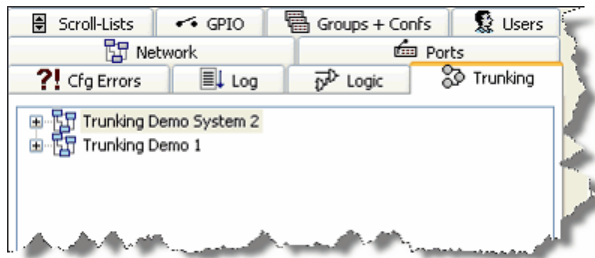 Scroll-Lists GPIO Groups + Confs Users
Network Ports
?! Cfg Errors Log Logic Trunking
Trunking Demo System 2
Trunking Demo 1